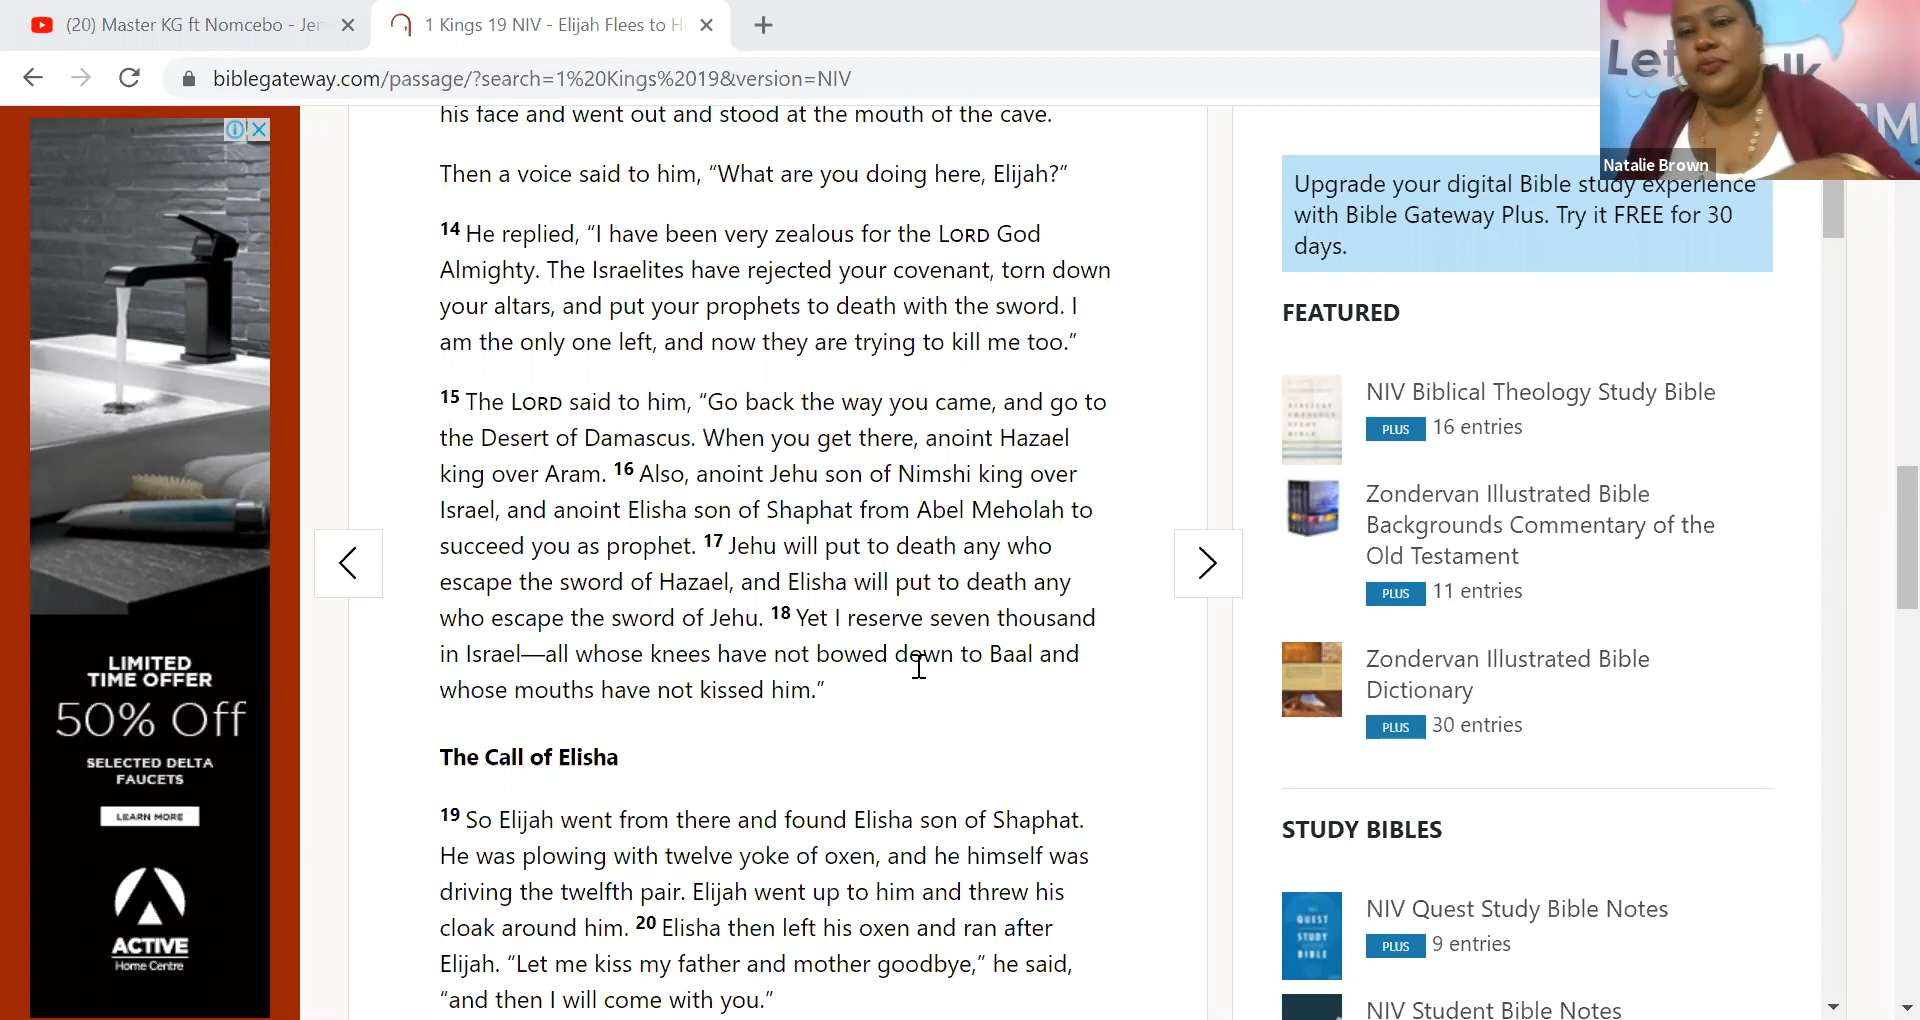 (20) Master KG ft Nomcebo - Jer
1 Kings 19 NIV - Elijah Flees to H
biblegateway.com/passage/?search=1%20Kings%2019&version=NIV
Let
lk
M
Natalie Brown
his face and went out and stood at the mouth of the cave.
Then a voice said to him, “What are you doing here, Elijah?”
14 He replied, “I have been very zealous for the LORD God
Almighty. The Israelites have rejected your covenant, torn down
your altars, and put your prophets to death with the sword. I
am the only one left, and now they are trying to kill me too.”
15 The LORD said to him, “Go back the way you came, and go to
the Desert of Damascus. When you get there, anoint Hazael
king over Aram. 16 Also, anoint Jehu son of Nimshi king over
Israel, and anoint Elisha son of Shaphat from Abel Meholah to
succeed you as prophet. 17 Jehu will put to death any who
escape the sword of Hazael, and Elisha will put to death any
who escape the sword of Jehu. 18 Yet I reserve seven thousand
in Israel—all whose knees have not bowed down to Baal and
whose mouths have not kissed him.”
The Call of Elisha
19 So Elijah went from there and found Elisha son of Shaphat.
He was plowing with twelve yoke of oxen, and he himself was
driving the twelfth pair. Elijah went up to him and threw his
cloak around him. 20 Elisha then left his oxen and ran after
Elijah. “Let me kiss my father and mother goodbye,” he said,
“and then I will come with you.”
LIMITED
TIME OFFER
50% Off
SELECTED DELTA
FAUCETS
LEARN MORE
ACTIVE
Home Centre
Upgrade your digital Bible study experience
with Bible Gateway Plus. Try it FREE for 30
days.
FEATURED
NIV Biblical Theology Study Bible
PLUS 16 entries
Zondervan Illustrated Bible
Backgrounds Commentary of the
Old Testament
PLUS 11 entries
Zondervan Illustrated Bible
Dictionary
PLUS 30 entries
STUDY BIBLES
QUEST
STUDY
BIBLE
NIV Quest Study Bible Notes
PLUS 9 entries
NIV Student Bible Notes